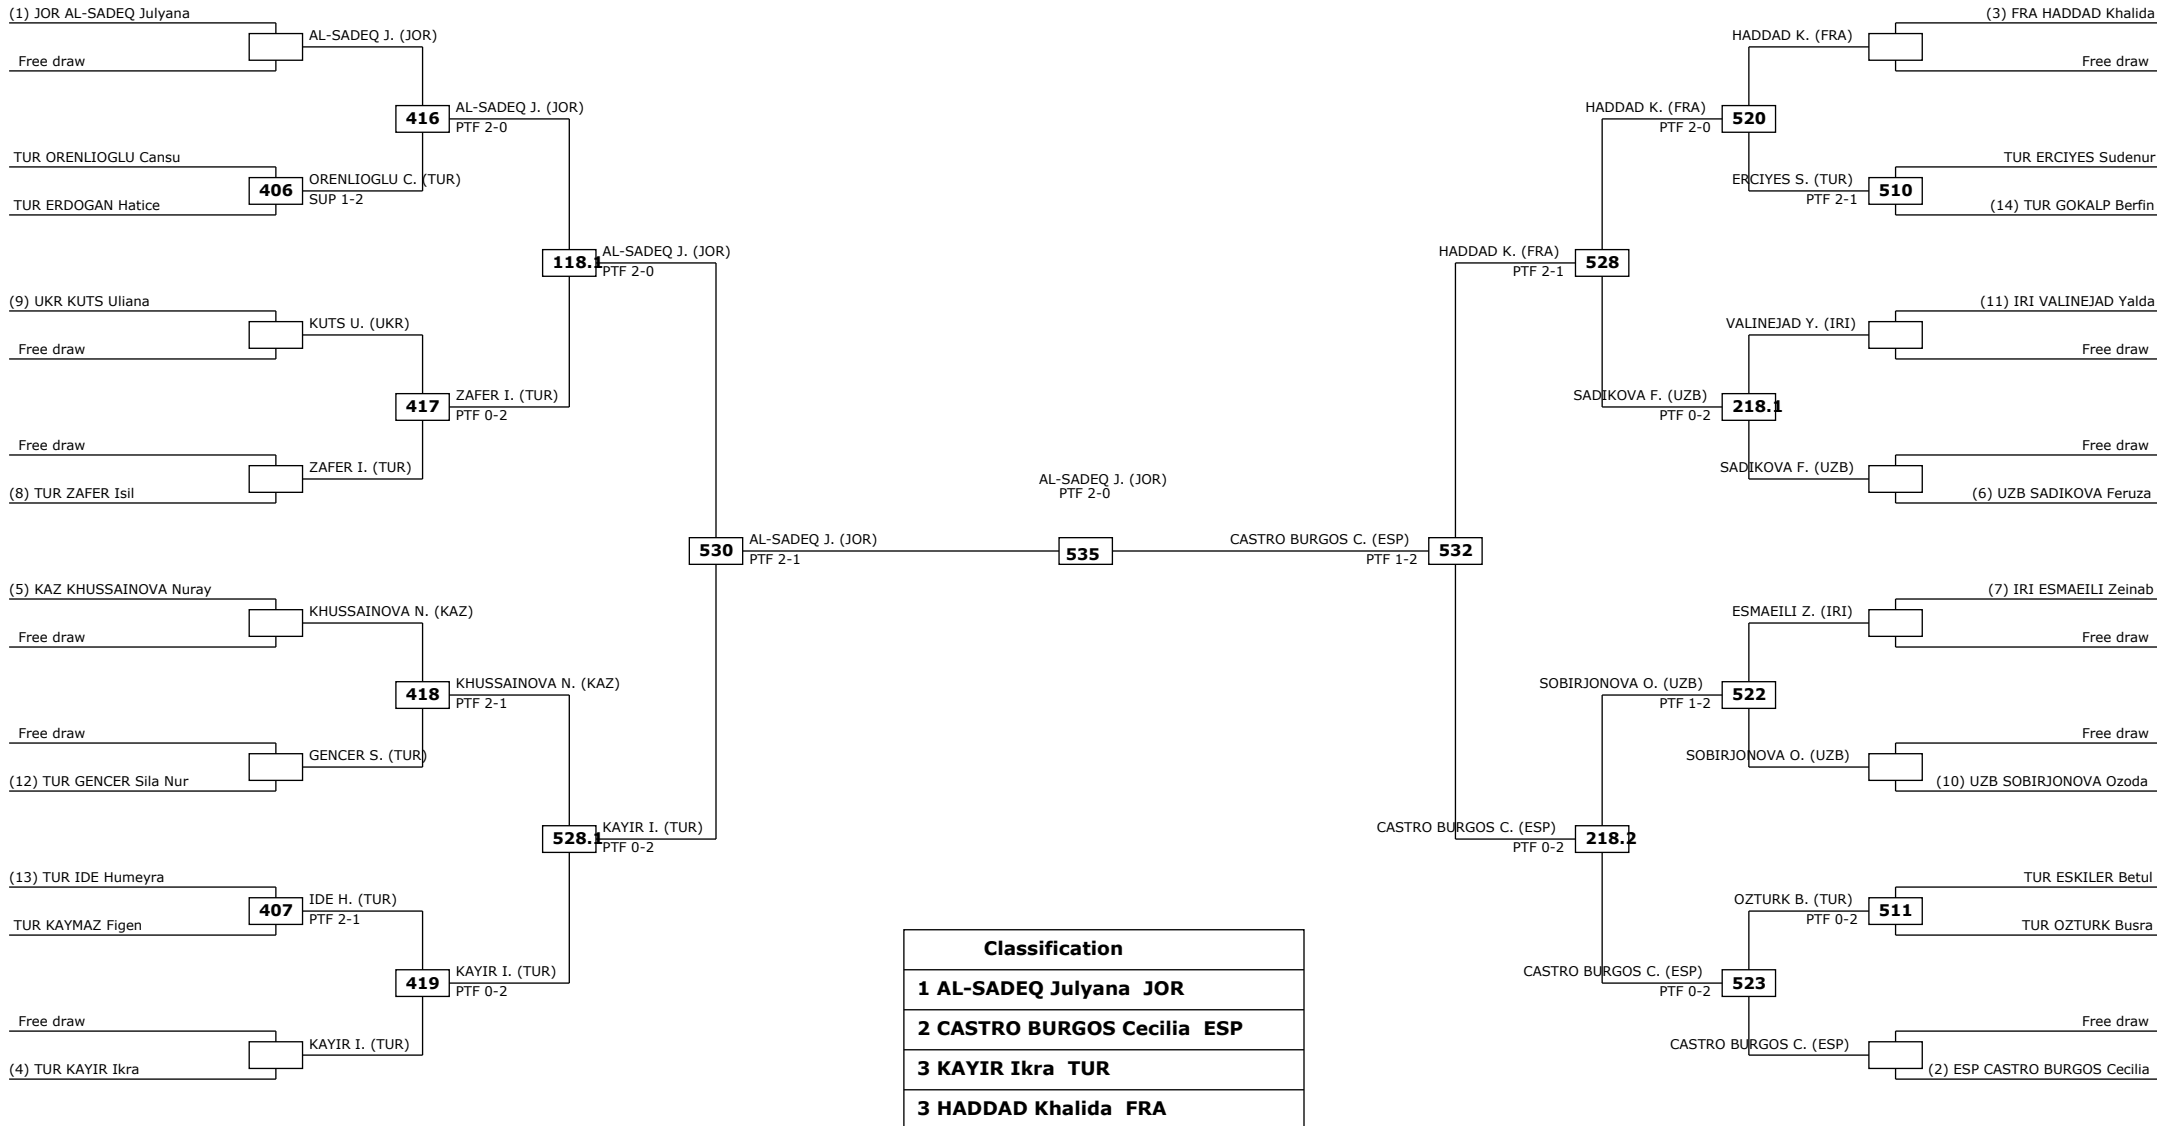 (1) JOR AL-SADEQ Julyana
AL-SADEQ J. (JOR)
Free draw
416
AL-SADEQ J. (JOR)
PTF 2-0
TUR ORENLIOGLU Cansu
406
ORENLIOGLU C. (TUR)
SUP 1-2
TUR ERDOGAN Hatice
118.1
AL-SADEQ J. (JOR)
PTF 2-0
(9) UKR KUTS Uliana
KUTS U. (UKR)
Free draw
417
ZAFER I. (TUR)
PTF 0-2
Free draw
ZAFER I. (TUR)
(8) TUR ZAFER Isil
530
AL-SADEQ J. (JOR)
PTF 2-1
(5) KAZ KHUSSAINOVA Nuray
KHUSSAINOVA N. (KAZ)
Free draw
418
KHUSSAINOVA N. (KAZ)
PTF 2-1
Free draw
GENCER S. (TUR)
(12) TUR GENCER Sila Nur
528.1
KAYIR I. (TUR)
PTF 0-2
(13) TUR IDE Humeyra
407
IDE H. (TUR)
PTF 2-1
TUR KAYMAZ Figen
419
KAYIR I. (TUR)
PTF 0-2
Free draw
KAYIR I. (TUR)
(4) TUR KAYIR Ikra
AL-SADEQ J. (JOR)
PTF 2-0
535
(3) FRA HADDAD Khalida
HADDAD K. (FRA)
Free draw
HADDAD K. (FRA)
PTF 2-0
520
TUR ERCIYES Sudenur
ERCIYES S. (TUR)
PTF 2-1
510
(14) TUR GOKALP Berfin
HADDAD K. (FRA)
PTF 2-1
528
(11) IRI VALINEJAD Yalda
VALINEJAD Y. (IRI)
Free draw
SADIKOVA F. (UZB)
PTF 0-2
218.1
Free draw
SADIKOVA F. (UZB)
(6) UZB SADIKOVA Feruza
CASTRO BURGOS C. (ESP)
PTF 1-2
532
(7) IRI ESMAEILI Zeinab
ESMAEILI Z. (IRI)
Free draw
SOBIRJONOVA O. (UZB)
PTF 1-2
522
Free draw
SOBIRJONOVA O. (UZB)
(10) UZB SOBIRJONOVA Ozoda
CASTRO BURGOS C. (ESP)
PTF 0-2
218.2
TUR ESKILER Betul
OZTURK B. (TUR)
PTF 0-2
511
TUR OZTURK Busra
CASTRO BURGOS C. (ESP)
PTF 0-2
523
Free draw
CASTRO BURGOS C. (ESP)
(2) ESP CASTRO BURGOS Cecilia
Classification
1 AL-SADEQ Julyana JOR
2 CASTRO BURGOS Cecilia ESP
3 KAYIR Ikra TUR
3 HADDAD Khalida FRA